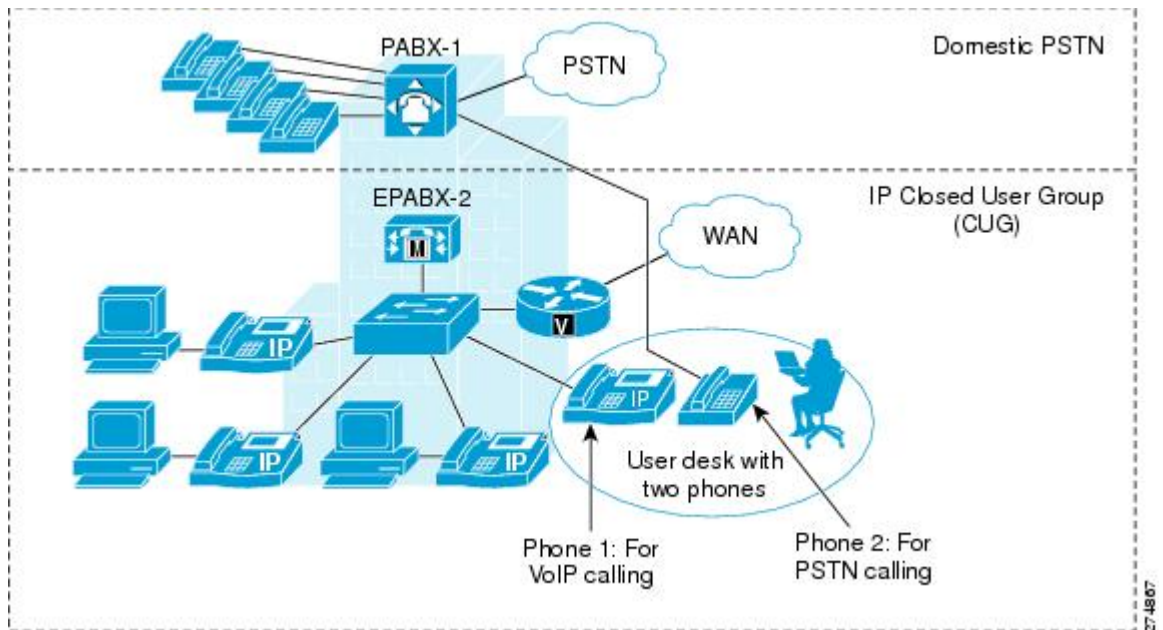 PABX-1
PSTN
Domestic PSTN
EPABX-2
M
IP Closed User Group
(CUG)
WAN
V
IP
IP
IP
IP
User desk with
two phones
Phone 1: For
VoIP calling
Phone 2: For
PSTN calling
274867